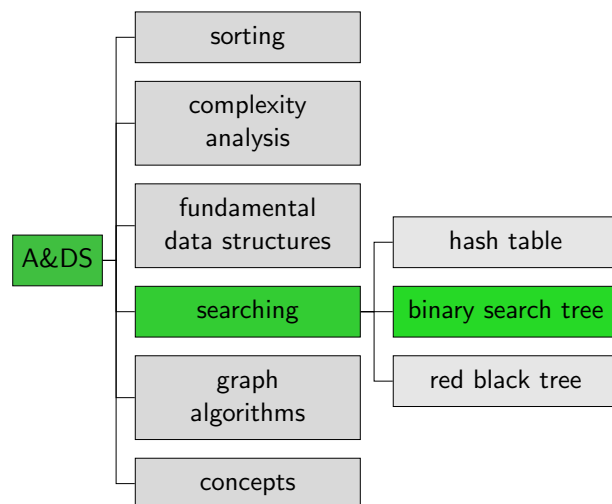 A&DS
sorting
complexity
analysis
fundamental
data structures
searching
graph
algorithms
concepts
hash table
binary search tree
red black tree